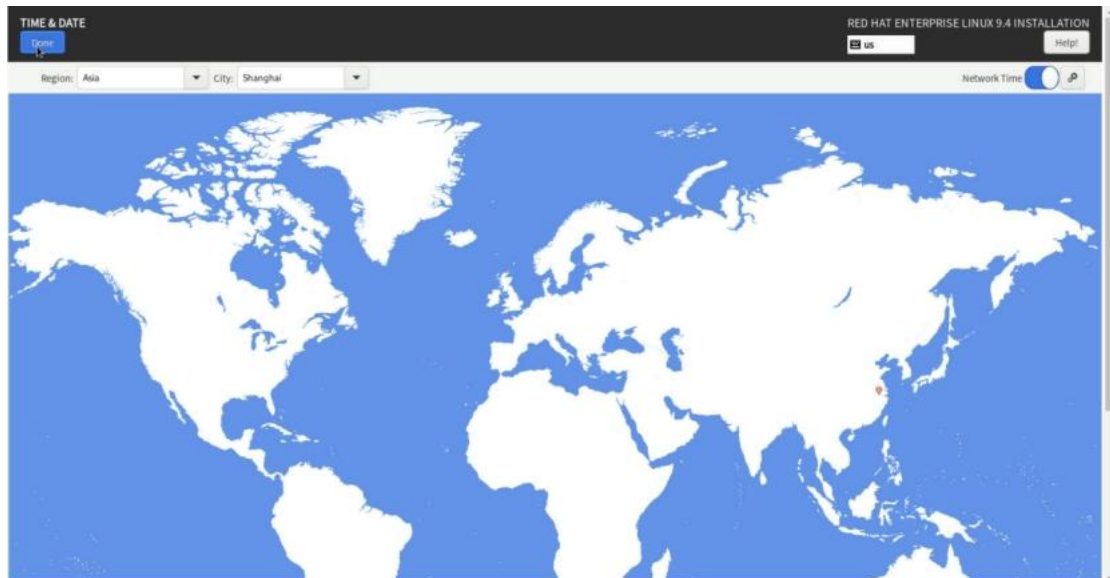 TIME & DATE
RED HAT ENTERPRISE LINUX 9.4 INSTALLATION
Done
us
Help!
Region: Asia City: Shanghai Network Time